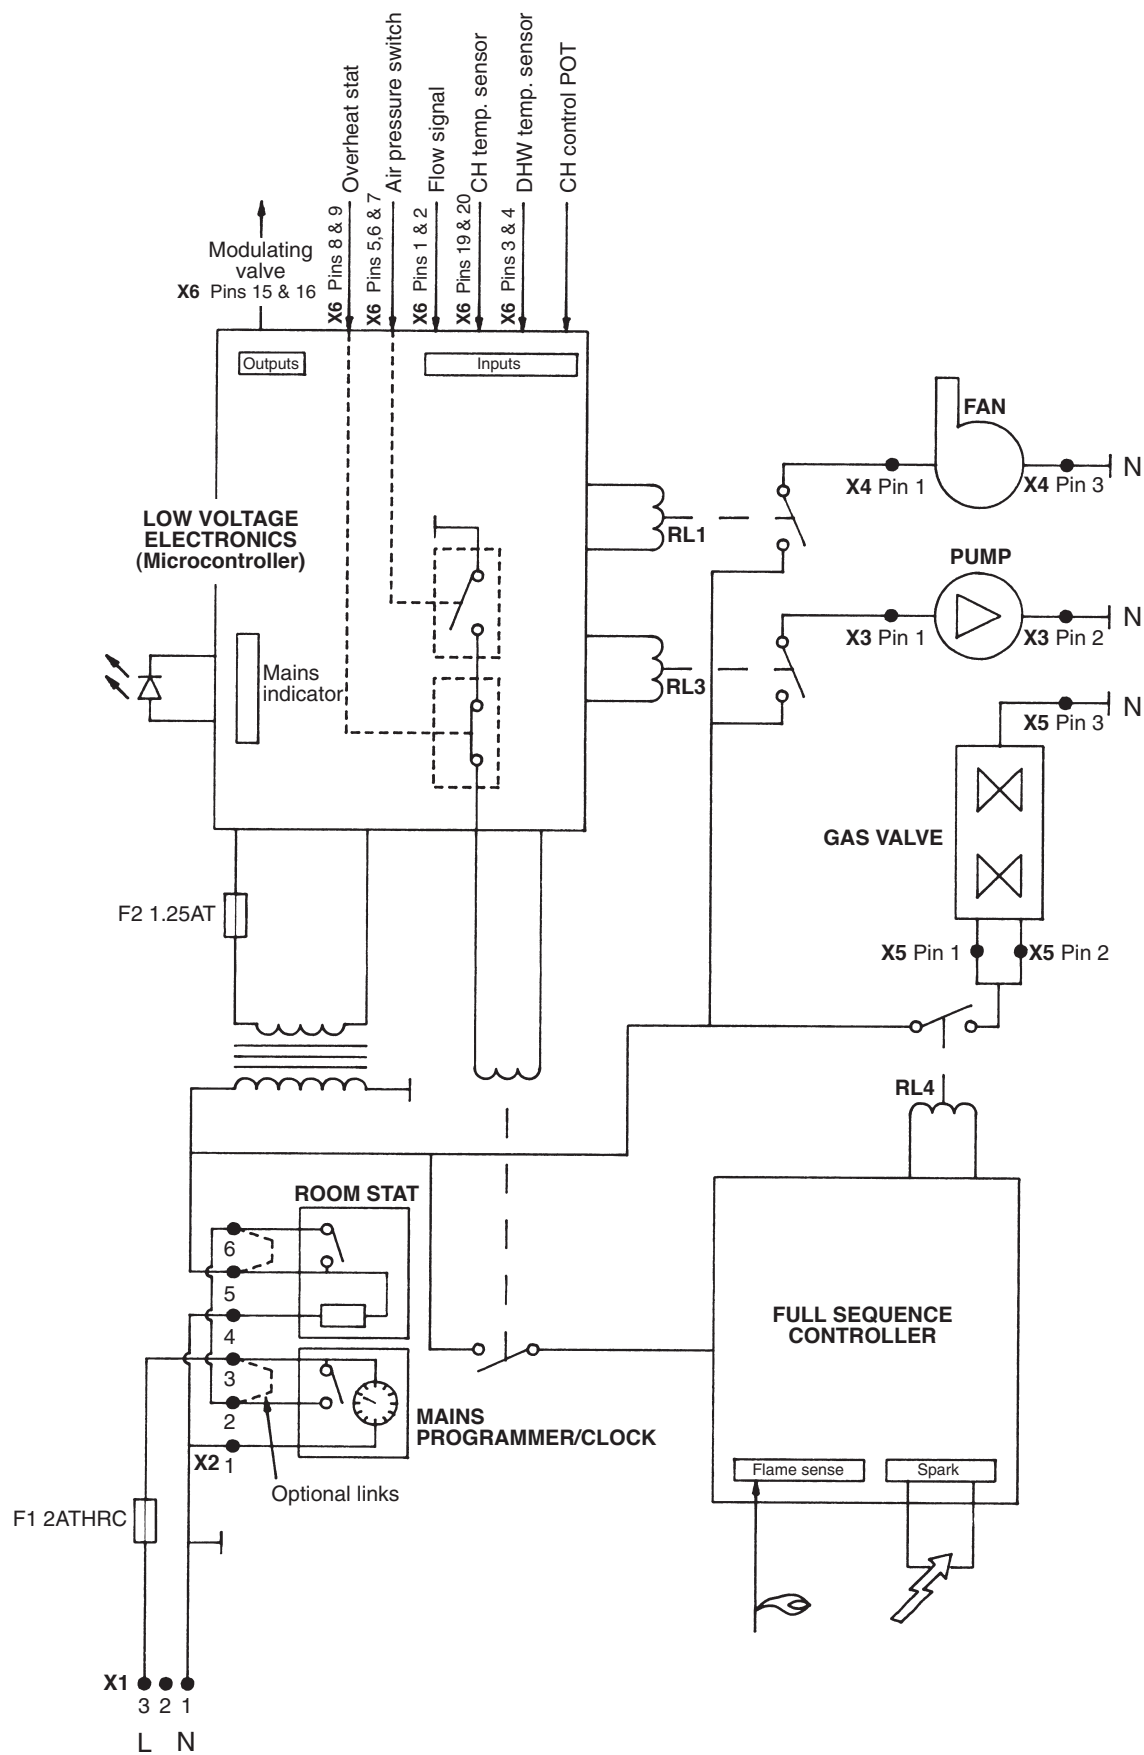 Overheat stat
Air pressure switch
Flow signal
CH temp. sensor
DHW temp. sensor
CH control POT
X6 Pins 8 & 9
X6 Pins 5,6 & 7
X6 Pins 1 & 2
X6 Pins 19 & 20
X6 Pins 3 & 4
Modulating
valve
X6 Pins 15 & 16
Outputs
Inputs
FAN
X4 Pin 1
X4 Pin 3
N
LOW VOLTAGE
ELECTRONICS
(Microcontroller)
RL1
PUMP
X3 Pin 1
X3 Pin 2
N
Mains
indicator
RL3
X5 Pin 3
N
GAS VALVE
F2 1.25AT
X5 Pin 1
X5 Pin 2
RL4
ROOM STAT
6
5
4
3
2
X2 1
MAINS
PROGRAMMER/CLOCK
Optional links
FULL SEQUENCE
CONTROLLER
Flame sense
Spark
F1 2ATHRC
X1
3 2 1
L N